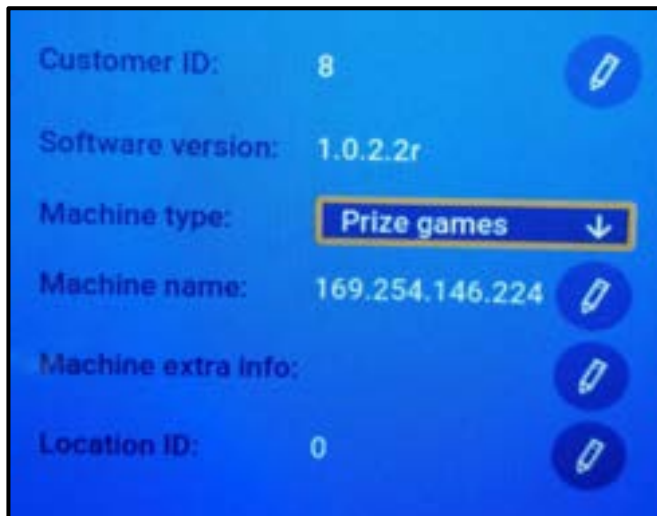 Customer ID: 8
Software version: 1.0.2.2r
Machine type: Prize games
Machine name: 169.254.146.224
Machine extra info:
Location ID: 0